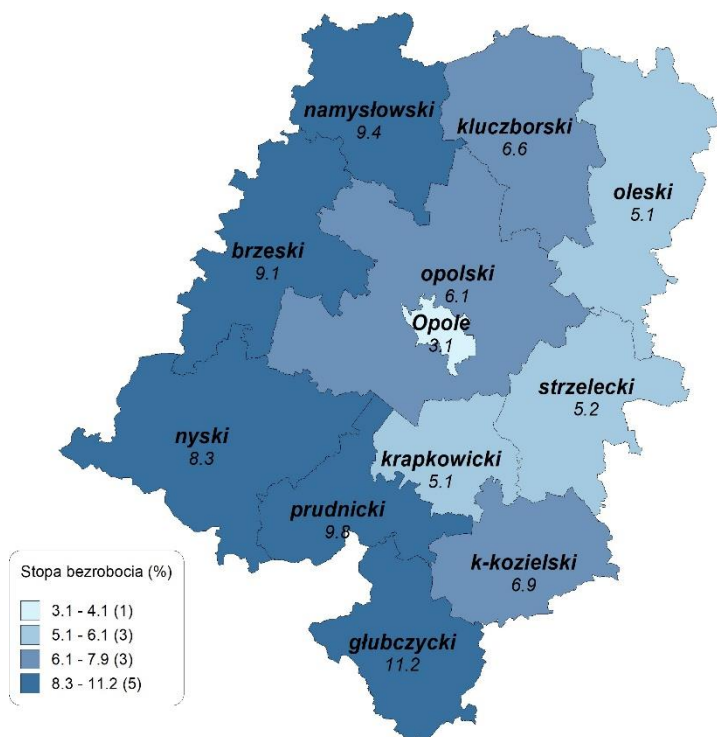 namysłowski
9.4
kluczborski
6.6
oleski
5.1
brzeski
9.1
opolski
6.1
Opole
3.1
strzelecki
5.2
nyski
8.3
krapkowicki
5.1
prudnicki
9.8
k-kozielski
6.9
głubczycki
11.2
Stopa bezrobocia (%)
3.1 - 4.1 (1)
5.1 - 6.1 (3)
6.1 - 7.9 (3)
8.3 - 11.2 (5)